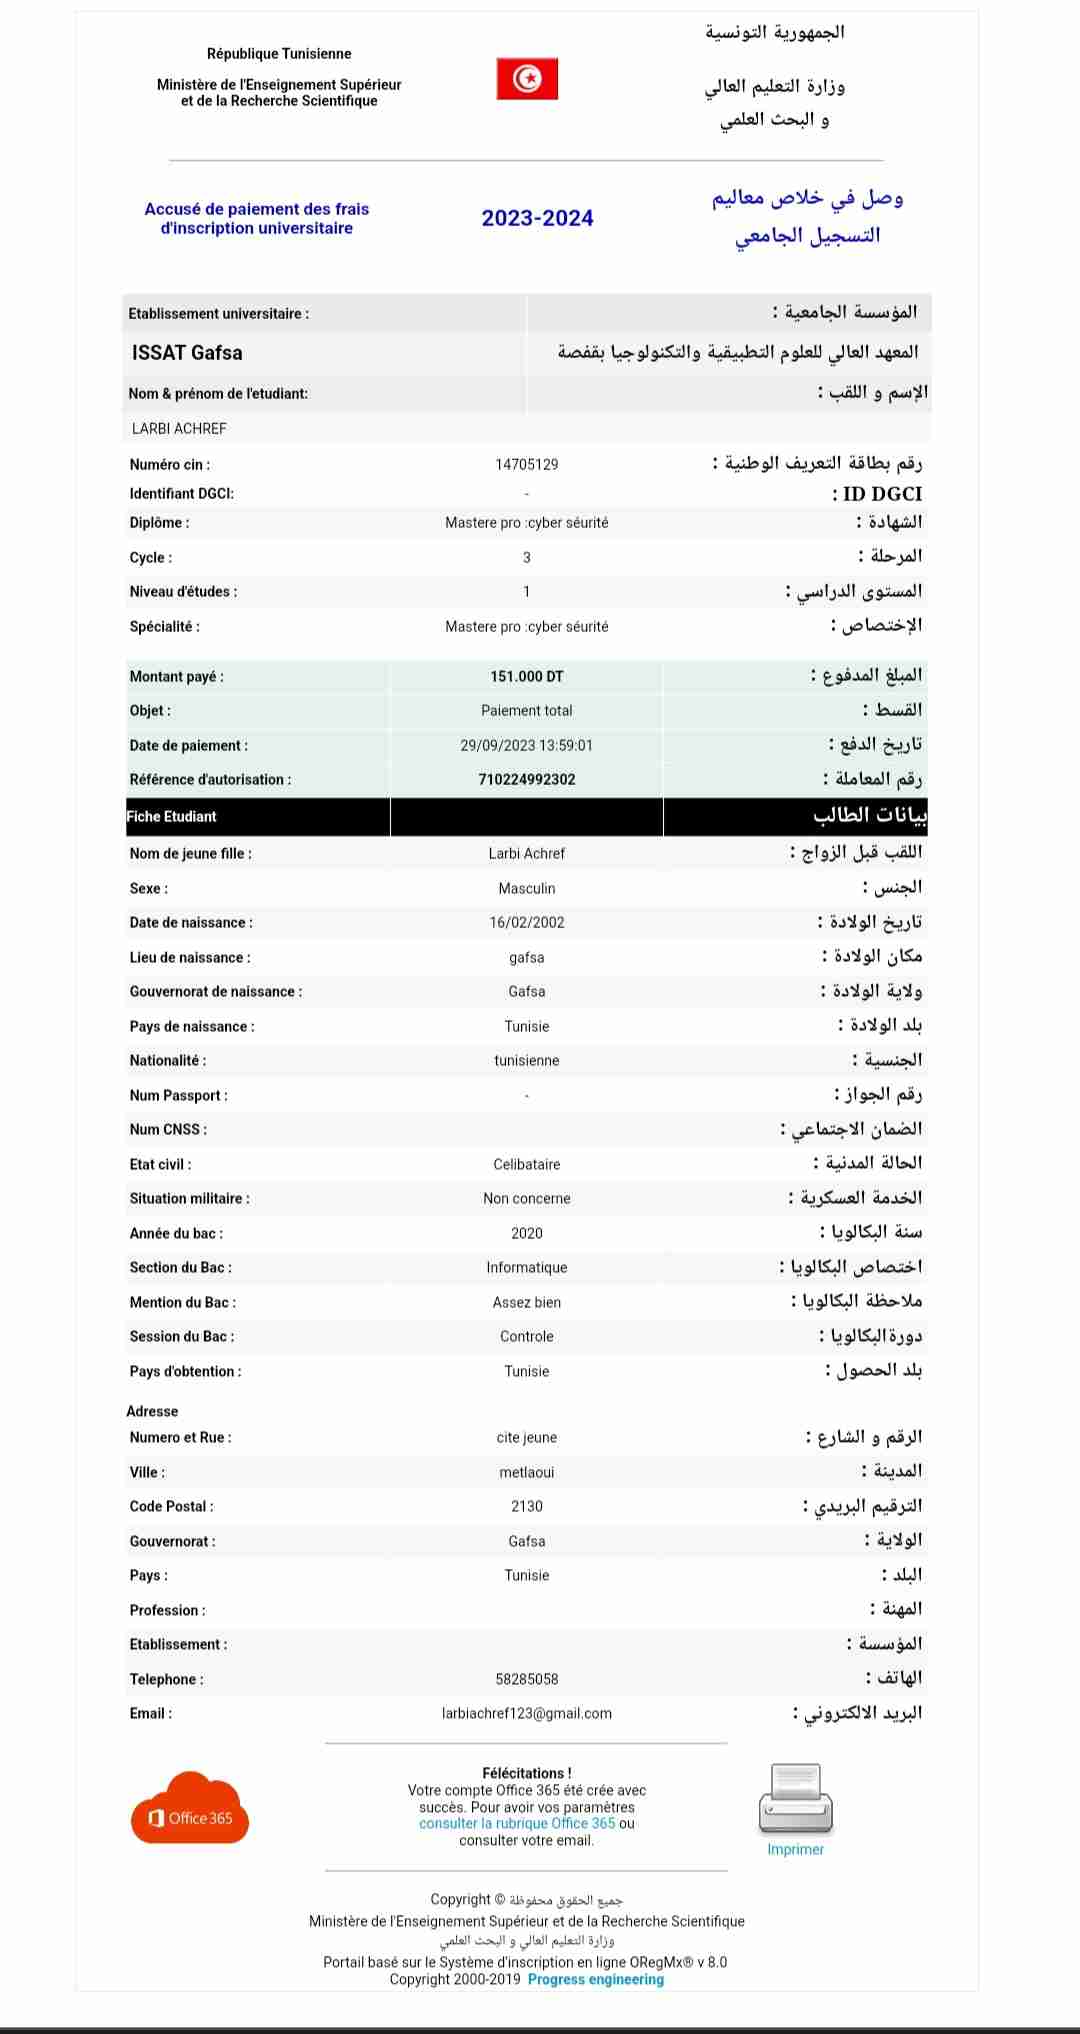 République Tunisienne
Ministère de l'Enseignement Supérieur
et de la Recherche Scientifique
الجمهورية التونسية
وزارة التعليم العالي
و البحث العلمي
Accusé de paiement des frais
d'inscription universitaire
2023-2024
وصل في خلاص معاليم
التسجيل الجامعي
Etablissement universitaire : المؤسسة الجامعية :
ISSAT Gafsa المعهد العالي للعلوم التطبيقية والتكنولوجيا بقفصة
Nom & prénom de l'etudiant: الإسم و اللقب :
LARBI ACHREF
Numéro cin : 14705129 رقم بطاقة التعريف الوطنية :
Identifiant DGCI: - ID DGCI :
Diplôme : Mastere pro :cyber séurité الشهادة :
Cycle : 3 المرحلة :
Niveau d'études : 1 المستوى الدراسي :
Spécialité : Mastere pro :cyber séurité الإختصاص :
Montant payé : 151.000 DT المبلغ المدفوع :
Objet : Paiement total القسط :
Date de paiement : 29/09/2023 13:59:01 تاريخ الدفع :
Référence d'autorisation : 710224992302 رقم المعاملة :
Fiche Etudiant بيانات الطالب
Nom de jeune fille : Larbi Achref اللقب قبل الزواج :
Sexe : Masculin الجنس :
Date de naissance : 16/02/2002 تاريخ الولادة :
Lieu de naissance : gafsa مكان الولادة :
Gouvernorat de naissance : Gafsa ولاية الولادة :
Pays de naissance : Tunisie بلد الولادة :
Nationalité : tunisienne الجنسية :
Num Passport : - رقم الجواز :
Num CNSS : الضمان الاجتماعي :
Etat civil : Celibataire الحالة المدنية :
Situation militaire : Non concerne الخدمة العسكرية :
Année du bac : 2020 سنة البكالويا :
Section du Bac : Informatique اختصاص البكالويا :
Mention du Bac : Assez bien ملاحظة البكالويا :
Session du Bac : Controle دورةالبكالويا :
Pays d'obtention : Tunisie بلد الحصول :
Adresse
Numero et Rue : cite jeune الرقم و الشارع :
Ville : metlaoui المدينة :
Code Postal : 2130 الترقيم البريدي :
Gouvernorat : Gafsa الولاية :
Pays : Tunisie البلد :
Profession : المهنة :
Etablissement : المؤسسة :
Telephone : 58285058 الهاتف :
Email : larbiachref123@gmail.com البريد الالكتروني :
Office 365
Félécitations !
Votre compte Office 365 été crée avec
succès. Pour avoir vos paramètres
consulter la rubrique Office 365 ou
consulter votre email.
Imprimer
Copyright © جميع الحقوق محفوظة
Ministère de l'Enseignement Supérieur et de la Recherche Scientifique
وزارة التعليم العالي و البحث العلمي
Portail basé sur le Système d'inscription en ligne ORegMx® v 8.0
Copyright 2000-2019 Progress engineering